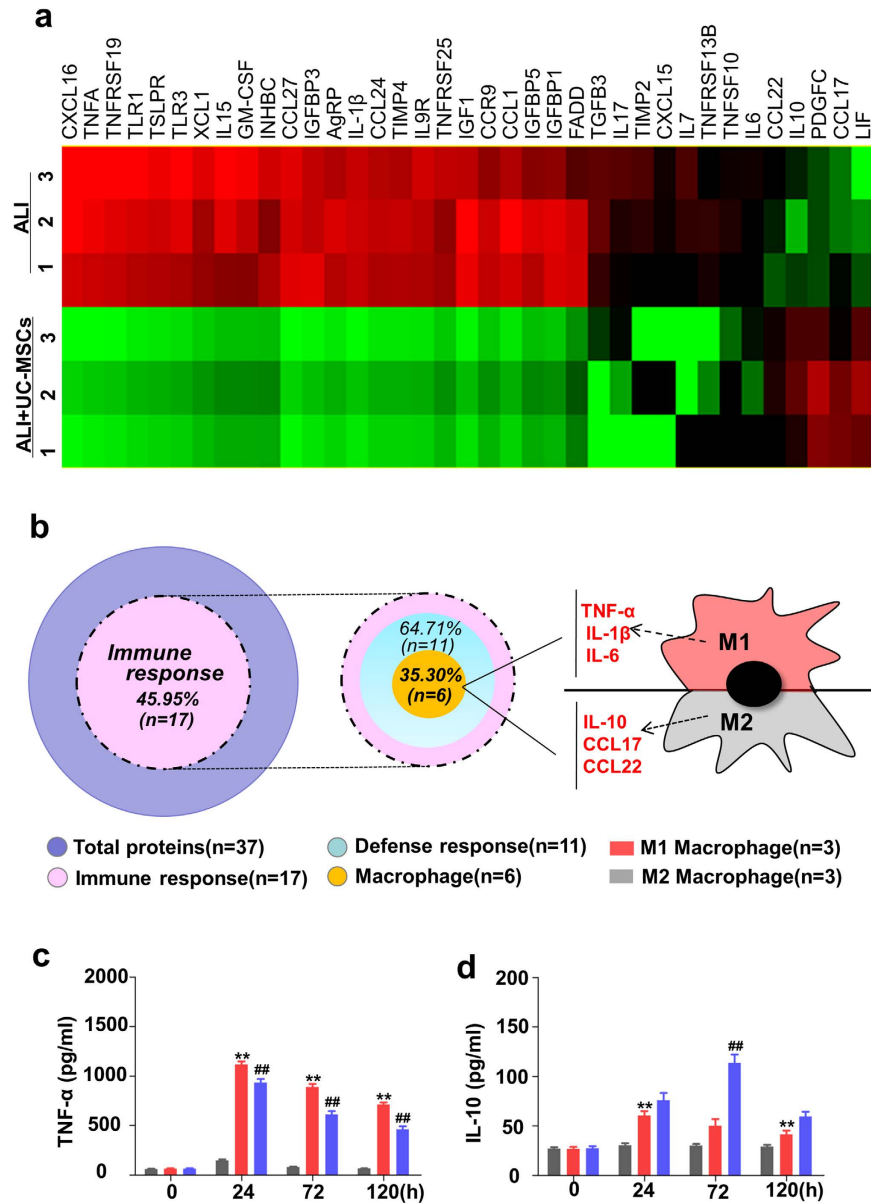 a
CXCL16
TNFA
TNFRSF19
TLR1
TSLPR
TLR3
XCL1
IL15
GM-CSF
INHBC
CCL27
IGFBP3
AgRP
IL-1β
CCL24
TIMP4
IL9R
TNFRSF25
IGF1
CCR9
CCL1
IGFBP5
IGFBP1
FADD
TGFB3
IL17
TIMP2
CXCL15
IL7
TNFRSF13B
TNFSF10
IL6
CCL22
IL10
PDGFC
CCL17
LIF
ALI
3
2
1
ALI+UC-MSCs
3
2
1
b
Immune
response
45.95%
(n=17)
64.71%
(n=11)
35.30%
(n=6)
TNF-α
IL-1β
IL-6
M1
IL-10
CCL17
CCL22
M2
Total proteins(n=37)
Defense response(n=11)
M1 Macrophage(n=3)
Immune response(n=17)
Macrophage(n=6)
M2 Macrophage(n=3)
c
TNF-α (pg/ml)
2000
1500
1000
500
0
** ##
** ##
** ##
0 24 72 120(h)
d
IL-10 (pg/ml)
200
150
100
50
0
**
##
**
0 24 72 120(h)